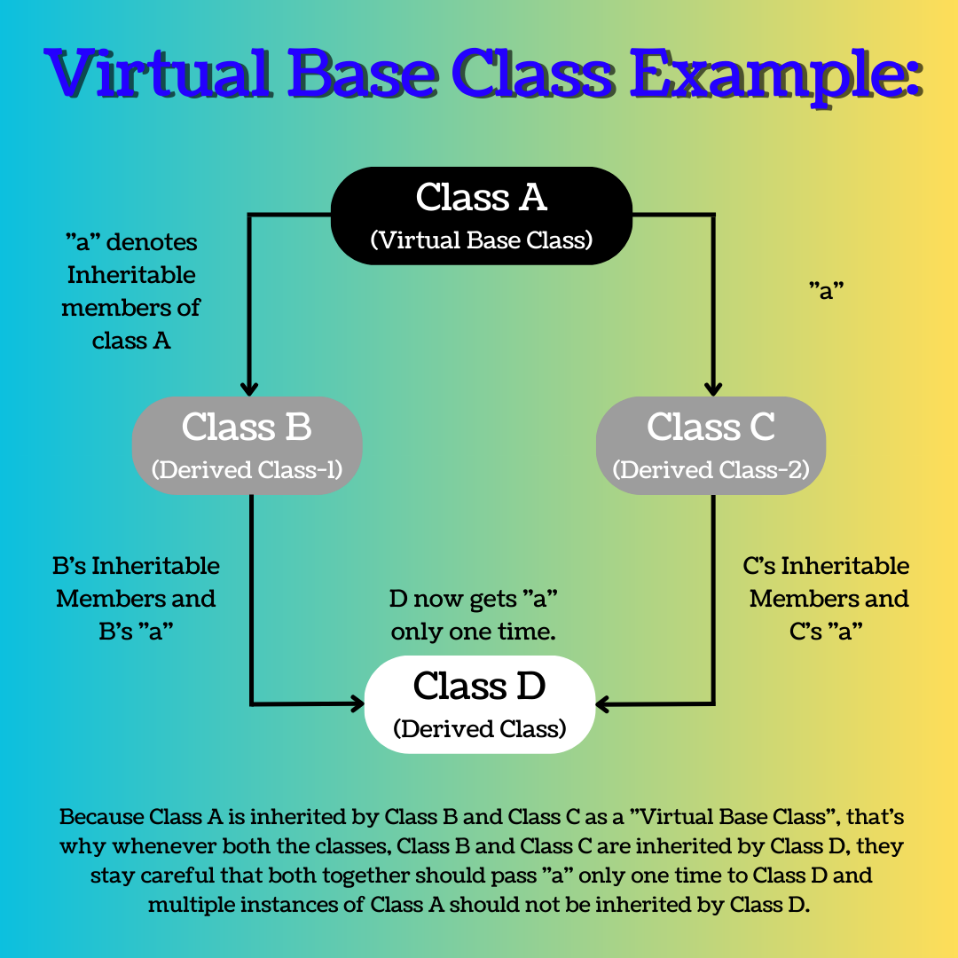 Virtual Base Class Example:
Class A
(Virtual Base Class)
"a" denotes
Inheritable
members of
class A
"a"
Class B
(Derived Class-1)
Class C
(Derived Class-2)
B's Inheritable
Members and
B's "a"
D now gets "a"
only one time.
C's Inheritable
Members and
C's "a"
Class D
(Derived Class)
Because Class A is inherited by Class B and Class C as a "Virtual Base Class", that's
why whenever both the classes, Class B and Class C are inherited by Class D, they
stay careful that both together should pass "a" only one time to Class D and
multiple instances of Class A should not be inherited by Class D.